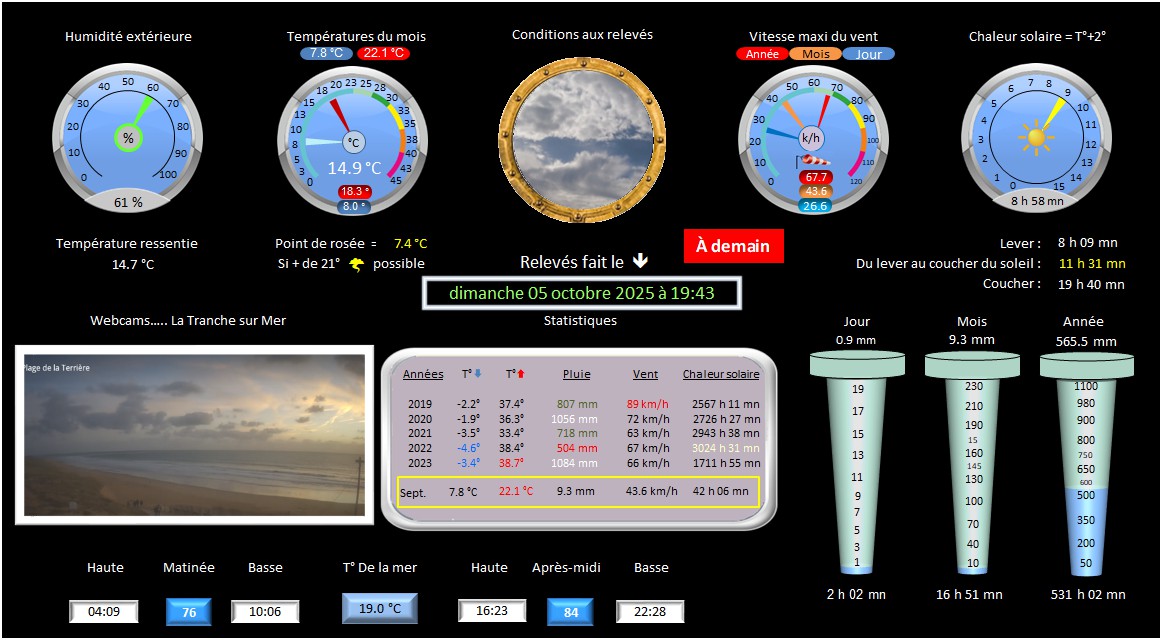 Humidité extérieure
Températures du mois
7.8 °C 22.1 °C
Conditions aux relevés
Vitesse maxi du vent
Année Mois Jour
Chaleur solaire = T°+2°
0 10 20 30 40 50 60 70 80 90 100
%
61 %
0 3 5 8 10 13 15 18 20 23 25 28 30 33 35 38 40 43 45
°C
14.9 °C
18.3 °
8.0 °
0 10 20 30 40 50 60 70 80 90 100 110 120
k/h
67.7
43.6
26.6
0 1 2 3 4 5 6 7 8 9 10 11 12 13 14 15
8 h 58 mn
Température ressentie
14.7 °C
Point de rosée = 7.4 °C
Si + de 21° possible
Relevés fait le
À demain
dimanche 05 octobre 2025 à 19:43
Lever : 8 h 09 mn
Du lever au coucher du soleil : 11 h 31 mn
Coucher : 19 h 40 mn
Webcams..... La Tranche sur Mer
Plage de la Terrière
Statistiques
Années T° T° Pluie Vent Chaleur solaire
2019 -2.2° 37.4° 807 mm 89 km/h 2567 h 11 mn
2020 -1.9° 36.3° 1056 mm 72 km/h 2726 h 27 mn
2021 -3.5° 33.4° 718 mm 63 km/h 2943 h 38 mn
2022 -4.6° 38.4° 504 mm 67 km/h 3024 h 31 mn
2023 -3.4° 38.7° 1084 mm 66 km/h 1711 h 55 mn
Sept. 7.8 °C 22.1 °C 9.3 mm 43.6 km/h 42 h 06 mn
Jour
0.9 mm
19
17
15
13
11
9
7
5
3
1
2 h 02 mn
Mois
9.3 mm
230
210
190
15
160
145
130
100
70
40
10
16 h 51 mn
Année
565.5 mm
1100
980
900
800
750
650
600
500
350
200
50
531 h 02 mn
Haute Matinée Basse
04:09 76 10:06
T° De la mer
19.0 °C
Haute Après-midi Basse
16:23 84 22:28